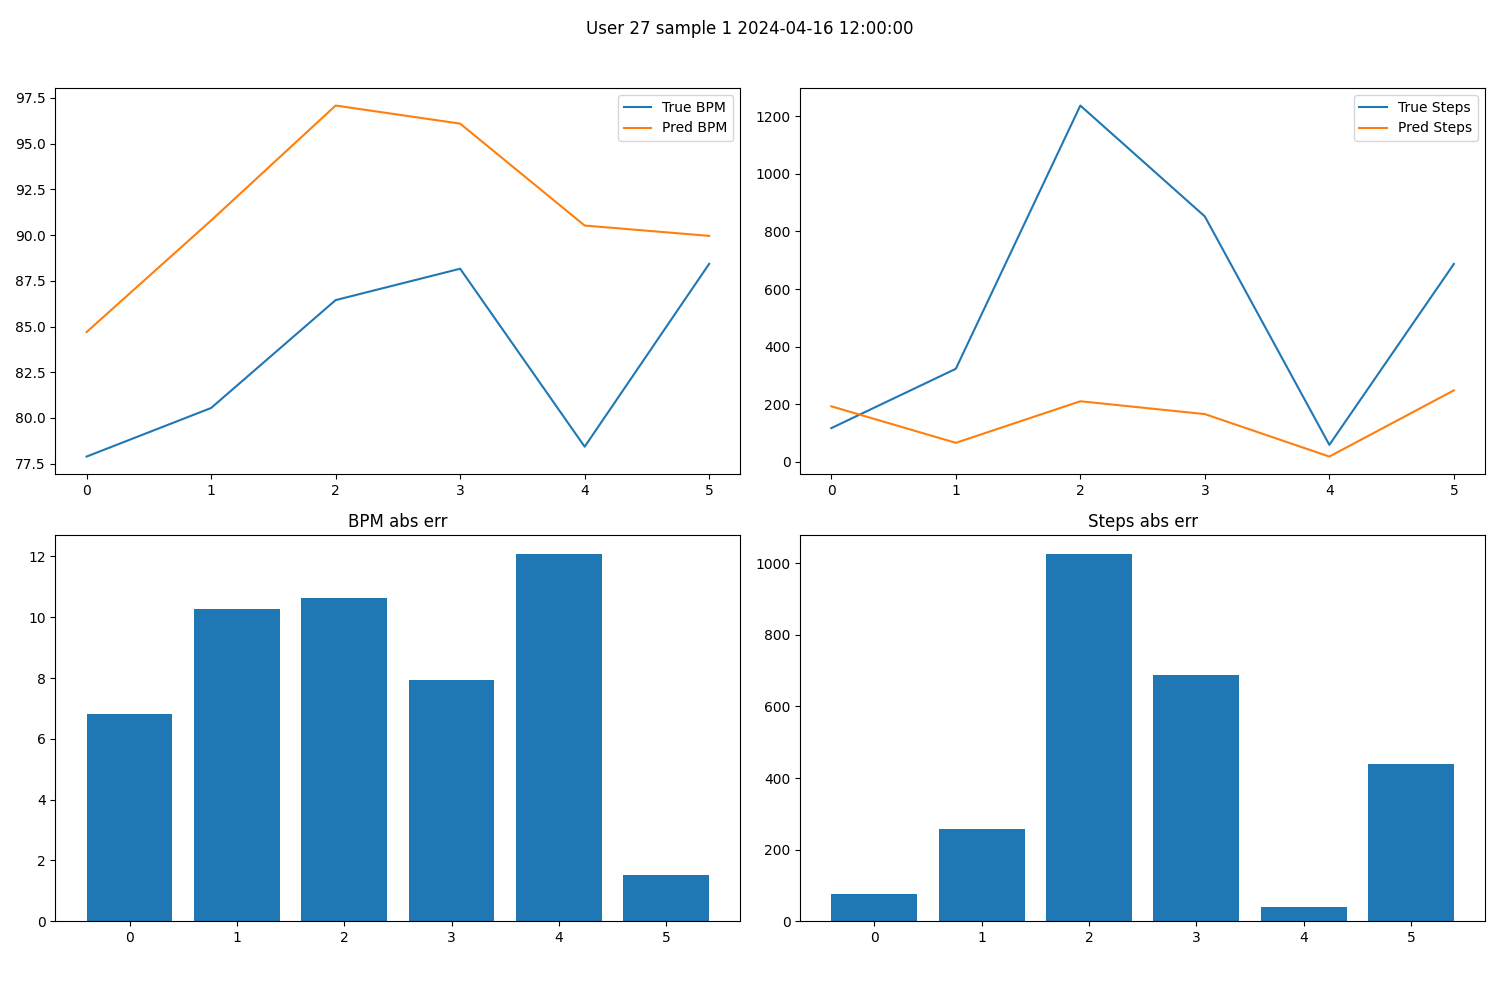 User 27 sample 1 2024-04-16 12:00:00
True BPM
Pred BPM
97.5
95.0
92.5
90.0
87.5
85.0
82.5
80.0
77.5
0 1 2 3 4 5
True Steps
Pred Steps
1200
1000
800
600
400
200
0
0 1 2 3 4 5
BPM abs err
12
10
8
6
4
2
0
0 1 2 3 4 5
Steps abs err
1000
800
600
400
200
0
0 1 2 3 4 5